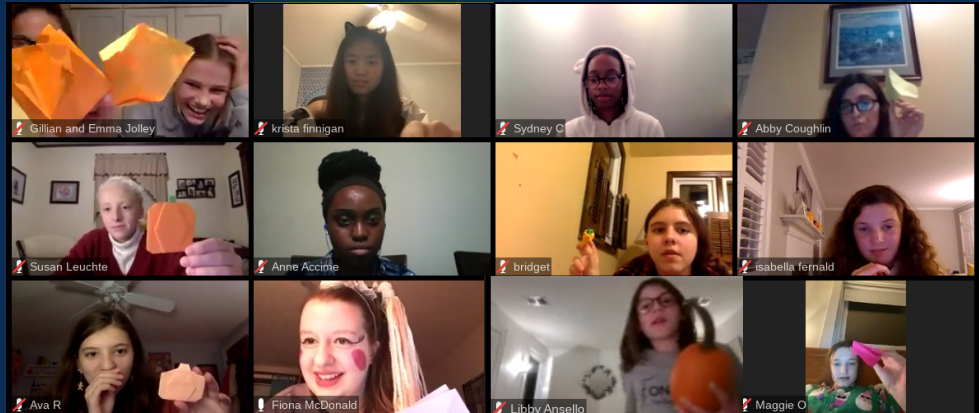 Gillian and Emma Jolley
krista finnigan
Sydney C
Abby Coughlin
Susan Leuchte
Anne Accime
bridget
isabella fernald
Ava R
Fiona McDonald
Libby Ansello
Maggie O